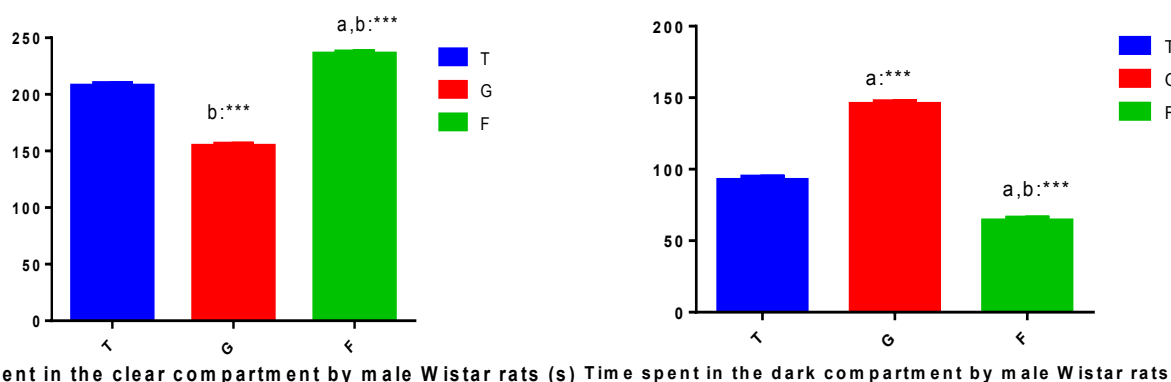 250
200
150
100
50
0
b:***
a,b:***
T
G
F
T
G
F
ent in the clear compartment by male Wistar rats (s)
200
150
100
50
0
a:***
a,b:***
T
G
F
T
F
Time spent in the dark compartment by male Wistar rats